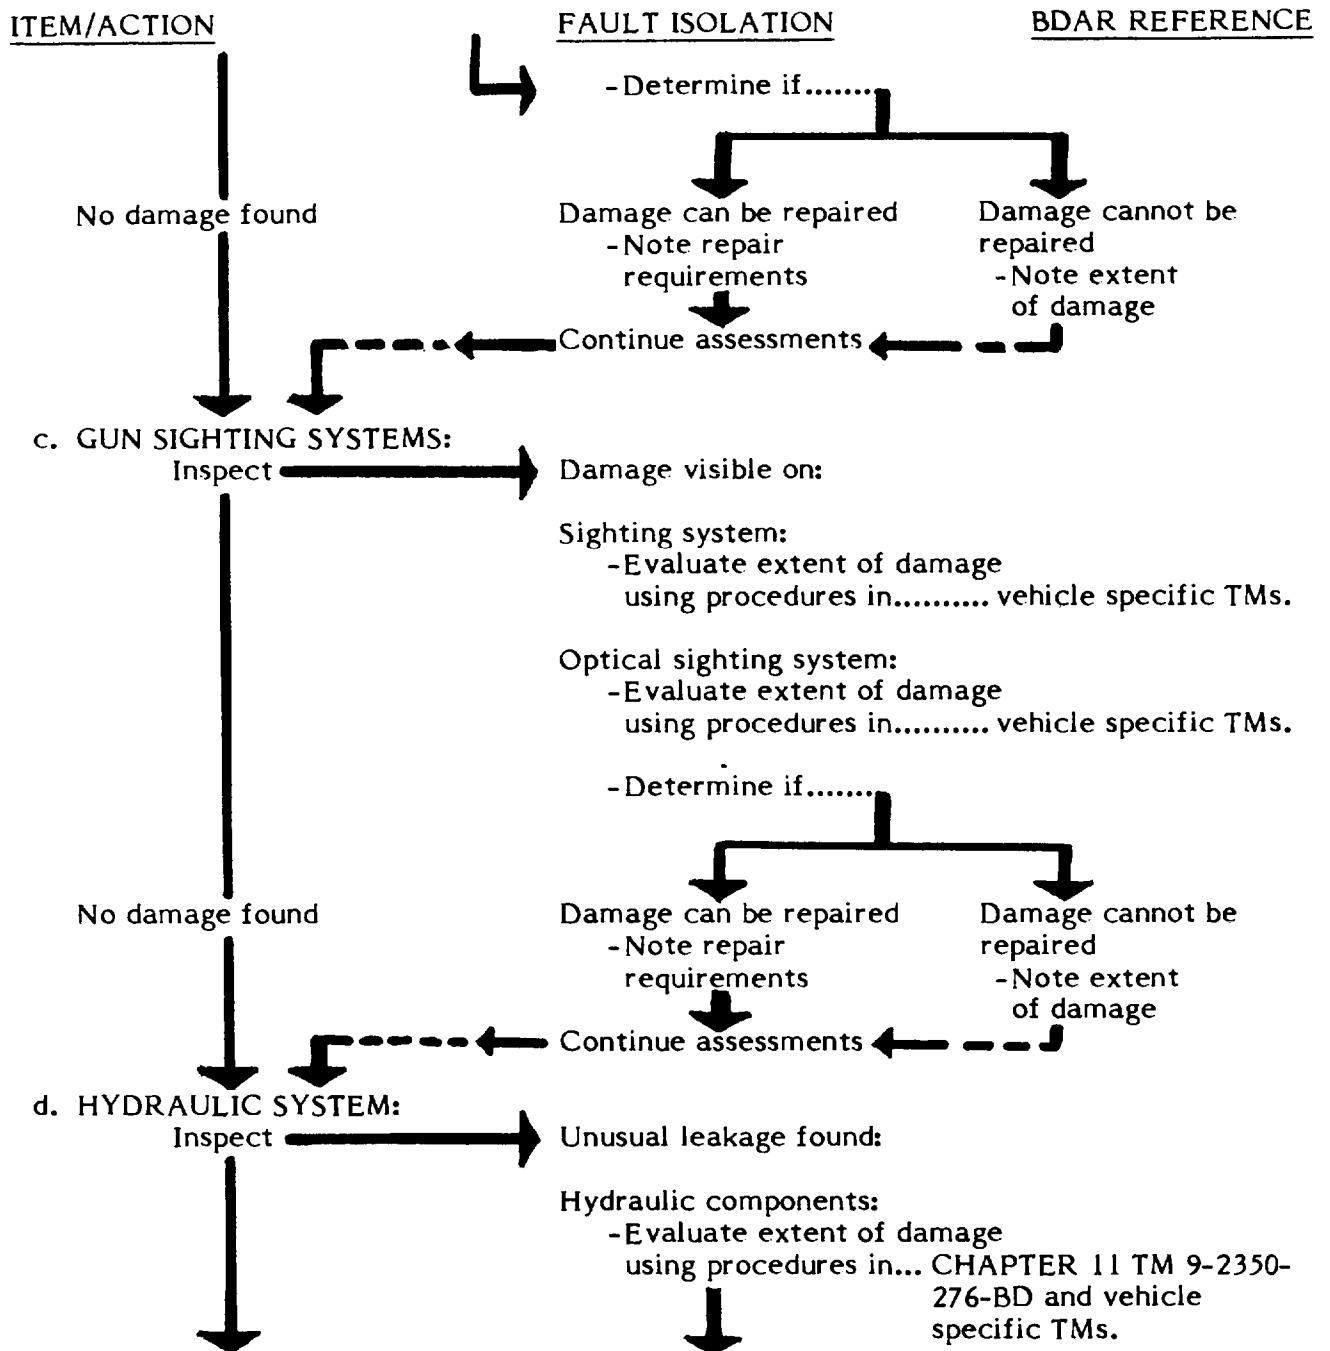 ITEM/ACTION FAULT ISOLATION BDAR REFERENCE
-Determine if........
No damage found
Damage can be repaired
-Note repair
requirements
Damage cannot be
repaired
-Note extent
of damage
Continue assessments
c. GUN SIGHTING SYSTEMS:
Inspect
Damage visible on:
Sighting system:
-Evaluate extent of damage
using procedures in.......... vehicle specific TMs.
Optical sighting system:
-Evaluate extent of damage
using procedures in.......... vehicle specific TMs.
-Determine if........
No damage found
Damage can be repaired
-Note repair
requirements
Damage cannot be
repaired
-Note extent
of damage
Continue assessments
d. HYDRAULIC SYSTEM:
Inspect
Unusual leakage found:
Hydraulic components:
-Evaluate extent of damage
using procedures in... CHAPTER 11 TM 9-2350-
276-BD and vehicle
specific TMs.